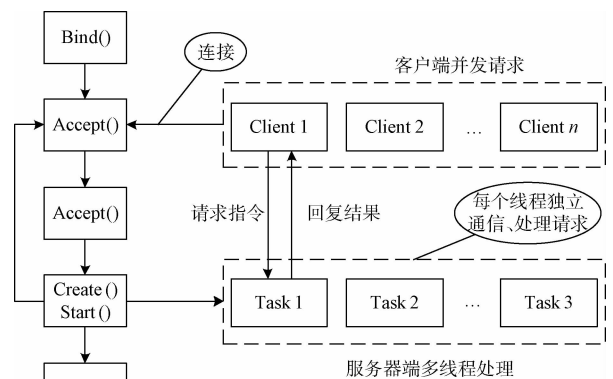 Bind()
连接
客户端并发请求
Accept()
Client 1
Client 2
…
Client n
Accept()
请求指令
回复结果
每个线程独立
通信、处理请求
Create()
Start()
Task 1
Task 2
…
Task 3
服务器端多线程处理